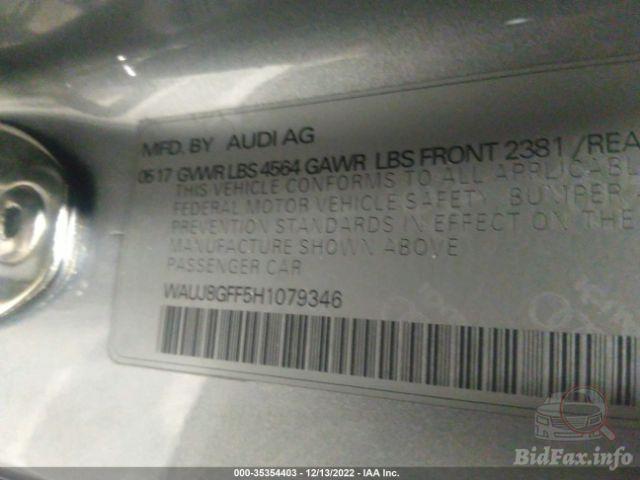 MFD. BY AUDI AG
0517 GVWR LBS 4564 GAWR LBS FRONT 2381 /REA
THIS VEHICLE CONFORMS TO ALL APPLICABLE
FEDERAL MOTOR VEHICLE SAFETY BUMPER
PREVENTION STANDARDS IN EFFECT ON THE
MANUFACTURE SHOWN ABOVE
PASSENGER CAR
WAUJ8GFF5H1079346
BidFax.info
000-35354403 - 12/13/2022 - IAA Inc.